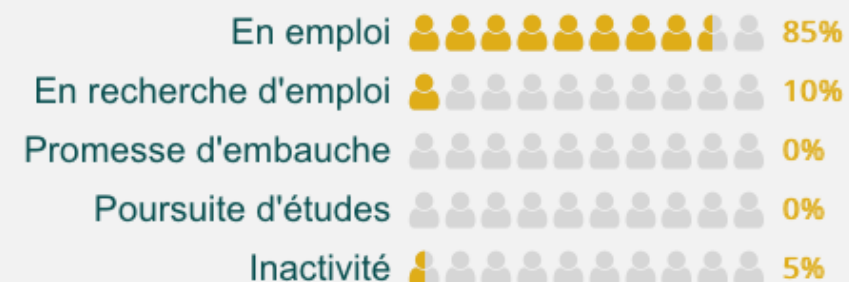 En emploi 85%
En recherche d'emploi 10%
Promesse d'embauche 0%
Poursuite d'études 0%
Inactivité 5%